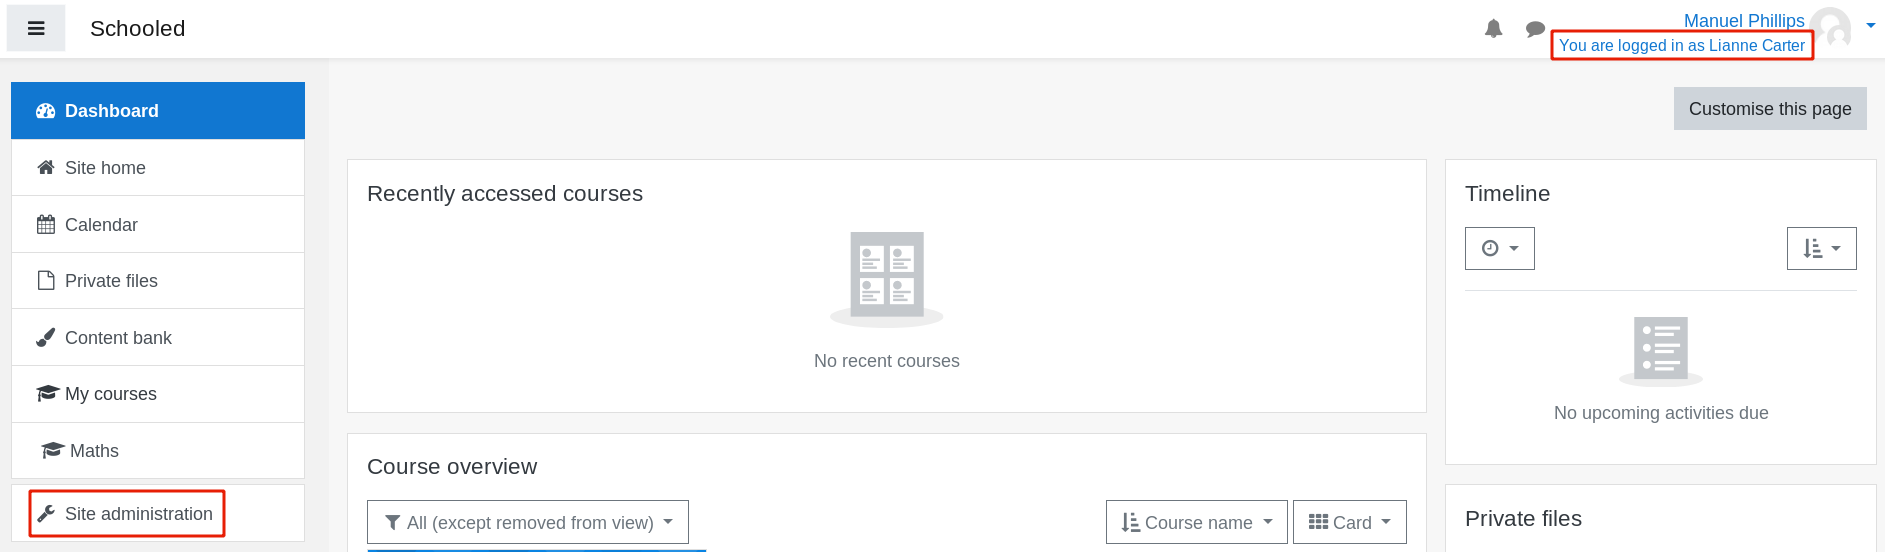 Schooled
Manuel Phillips
You are logged in as Lianne Carter
Dashboard
Site home
Calendar
Private files
Content bank
My courses
Maths
Site administration
Customise this page
Recently accessed courses
No recent courses
Timeline
No upcoming activities due
Course overview
All (except removed from view)
Course name
Card
Private files